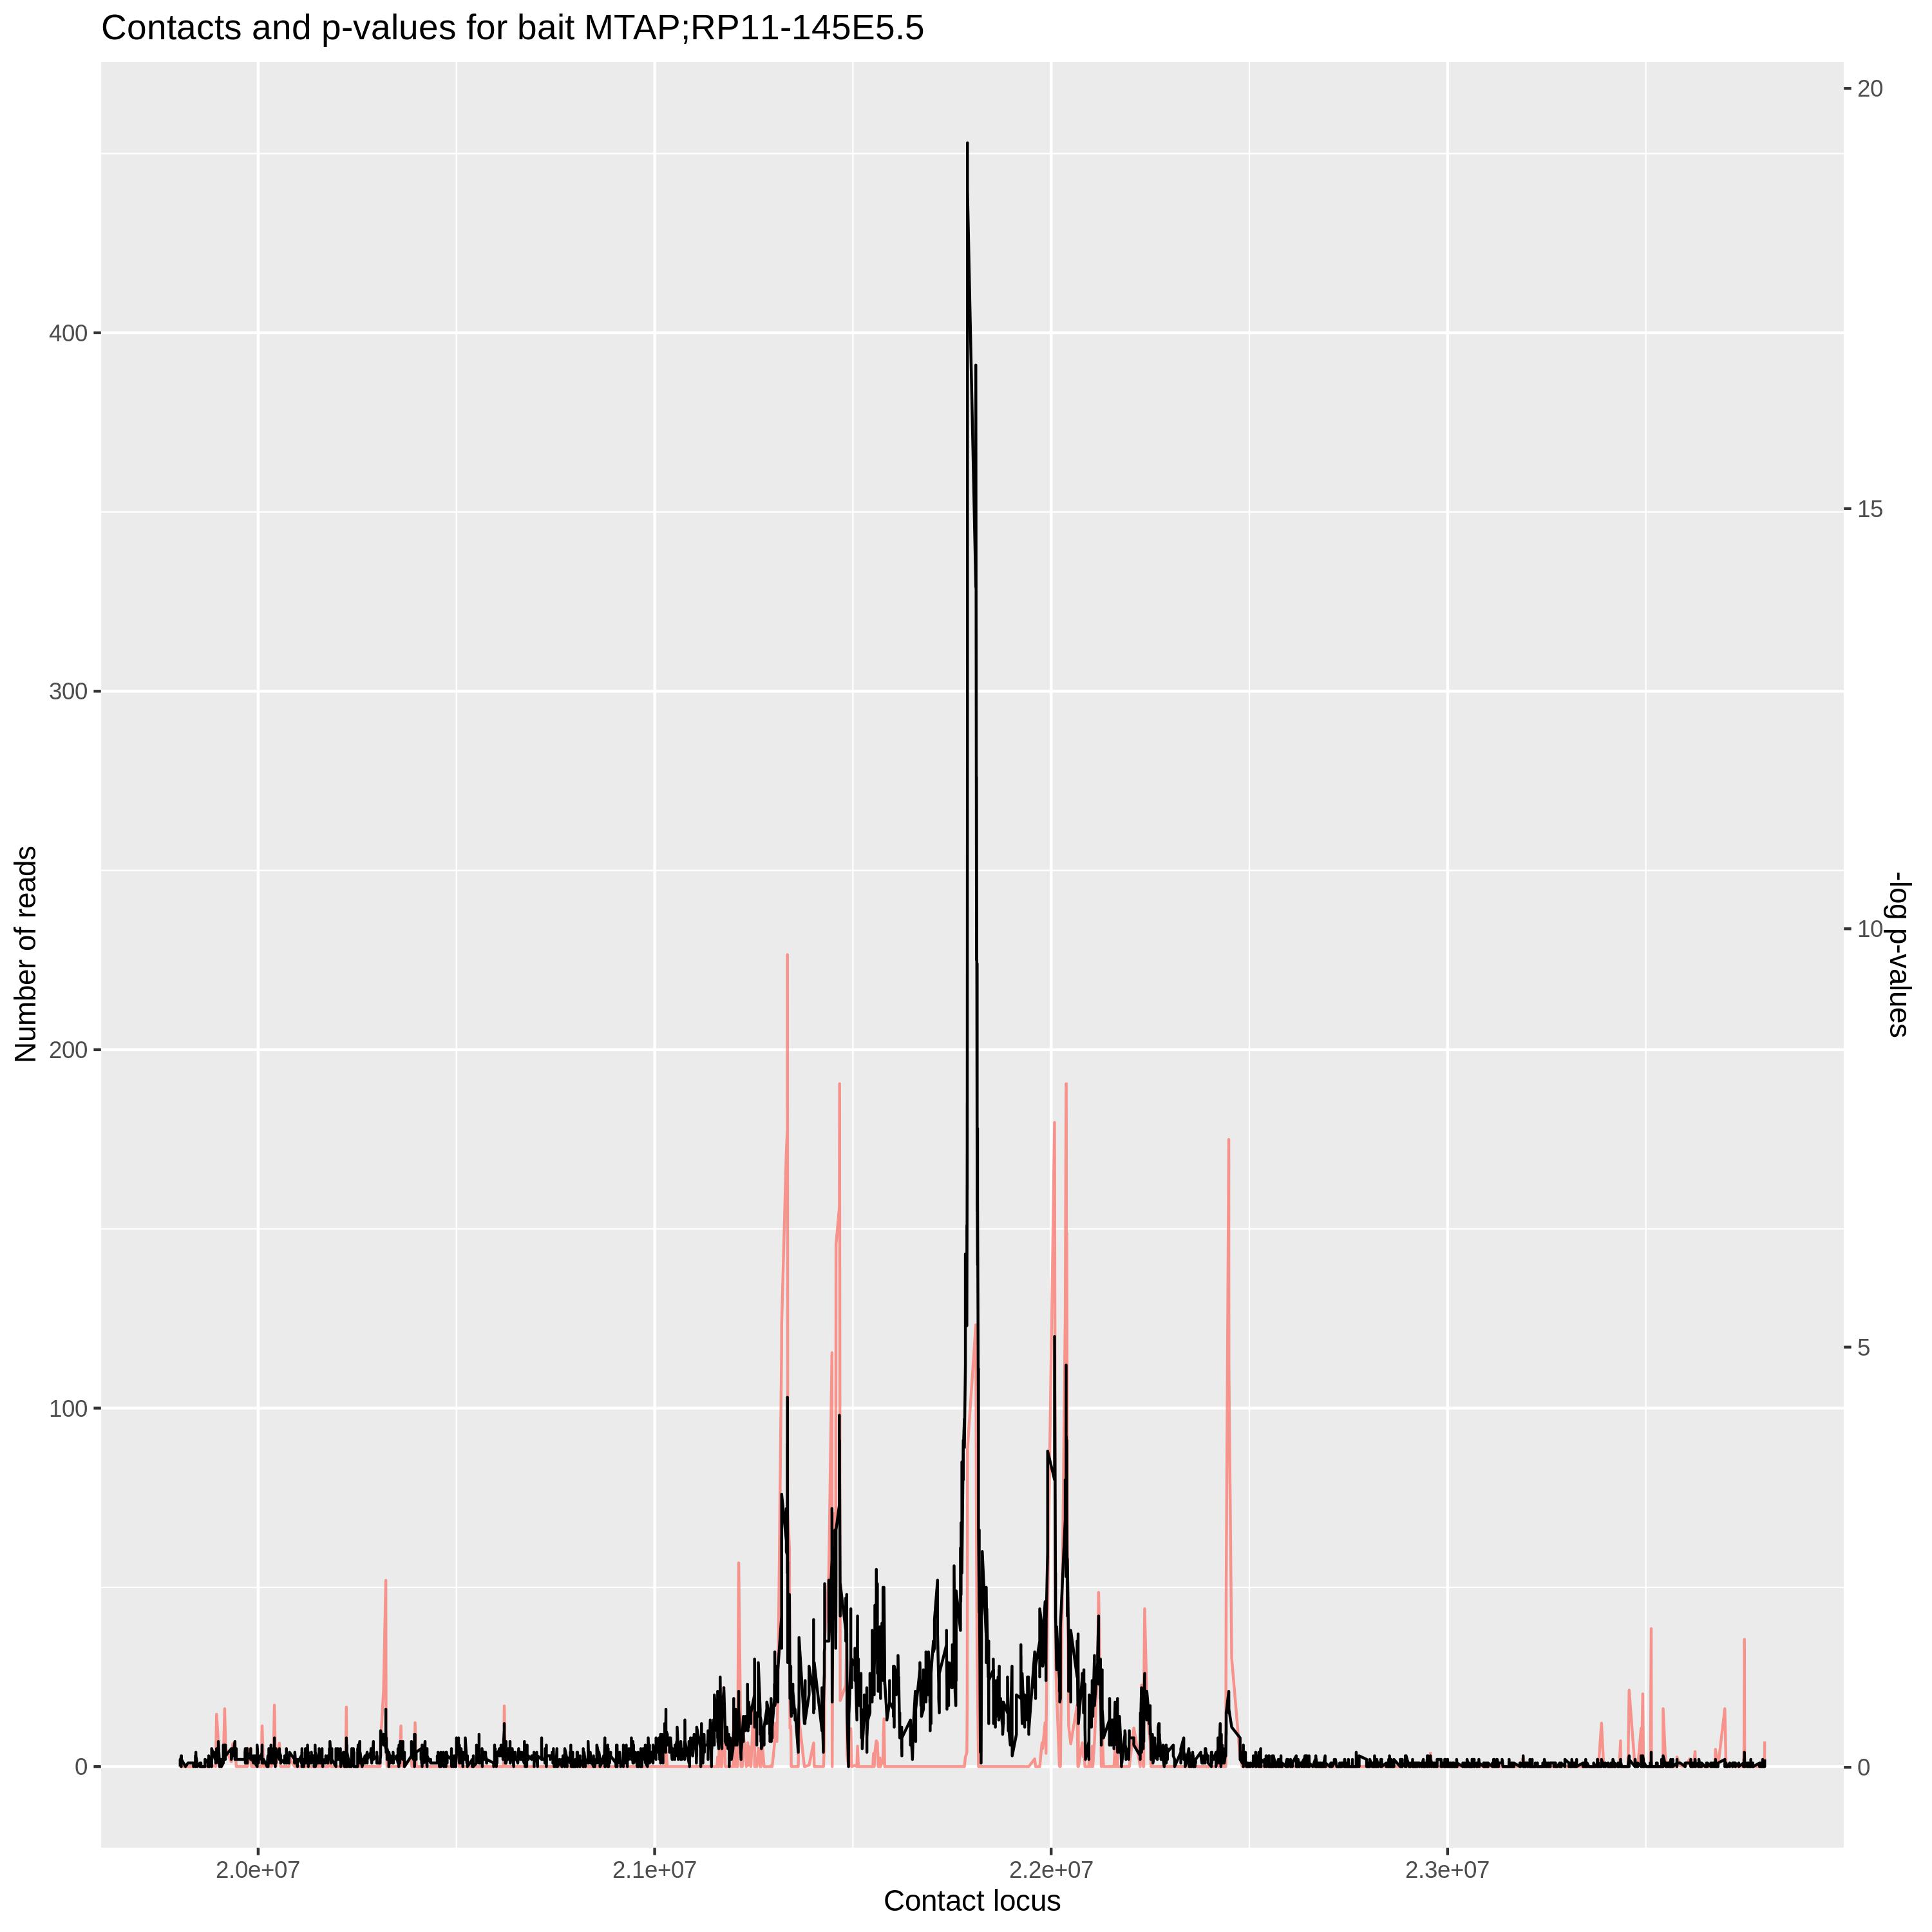 Contacts and p-values for bait MTAP;RP11-145E5.5
Number of reads
400
300
200
100
0
20
15
10
5
0
-log p-values
2.0e+07
2.1e+07
2.2e+07
2.3e+07
Contact locus